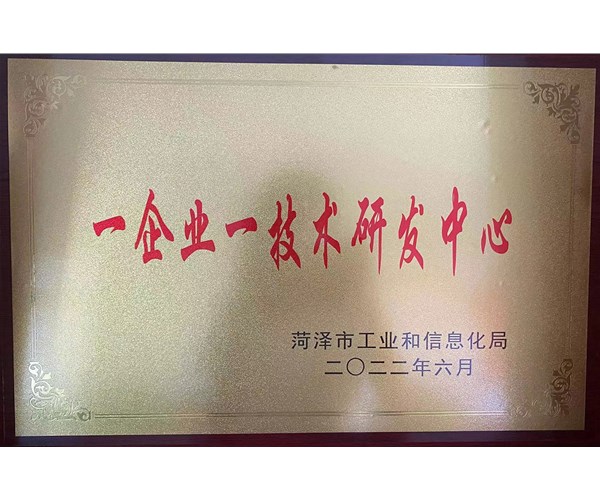 一企业一技术研发中心
菏泽市工业和信息化局
二〇二二年六月